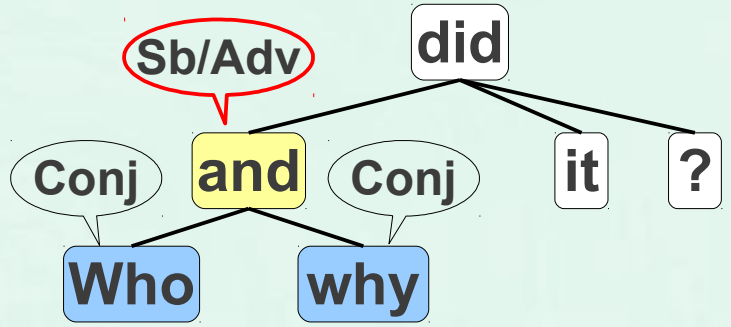 did
Sb/Adv
and
it
?
Conj
Conj
Who
why